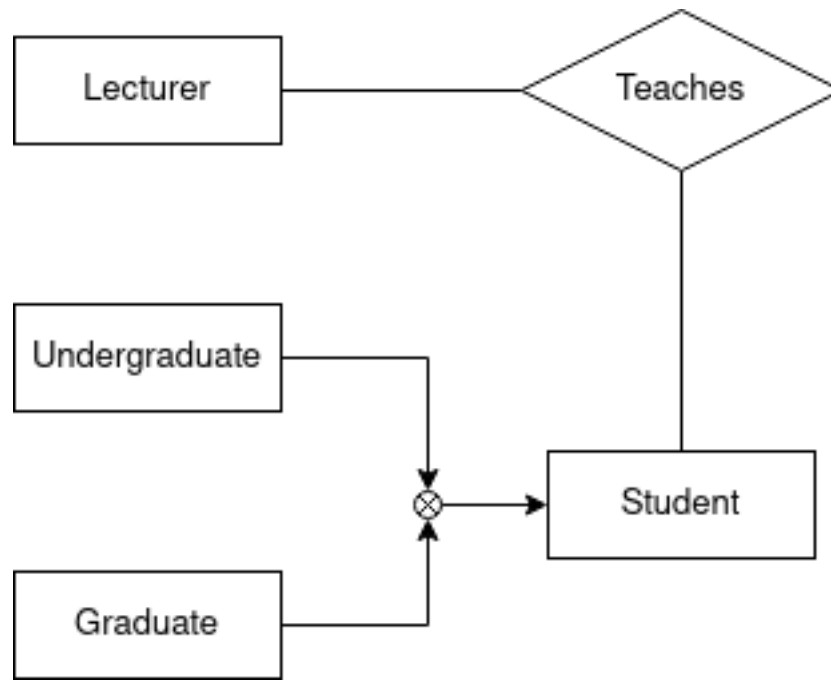 Lecturer
Teaches
Undergraduate
Student
Graduate